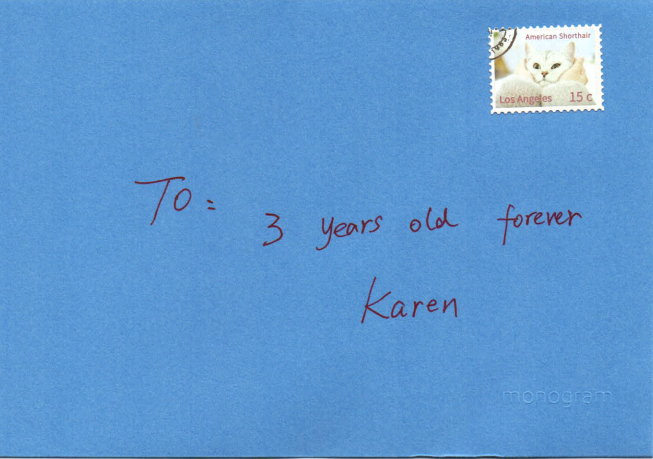 American Shorthair
Los Angeles 15 c
To:
3 years old forever
Karen
monogram